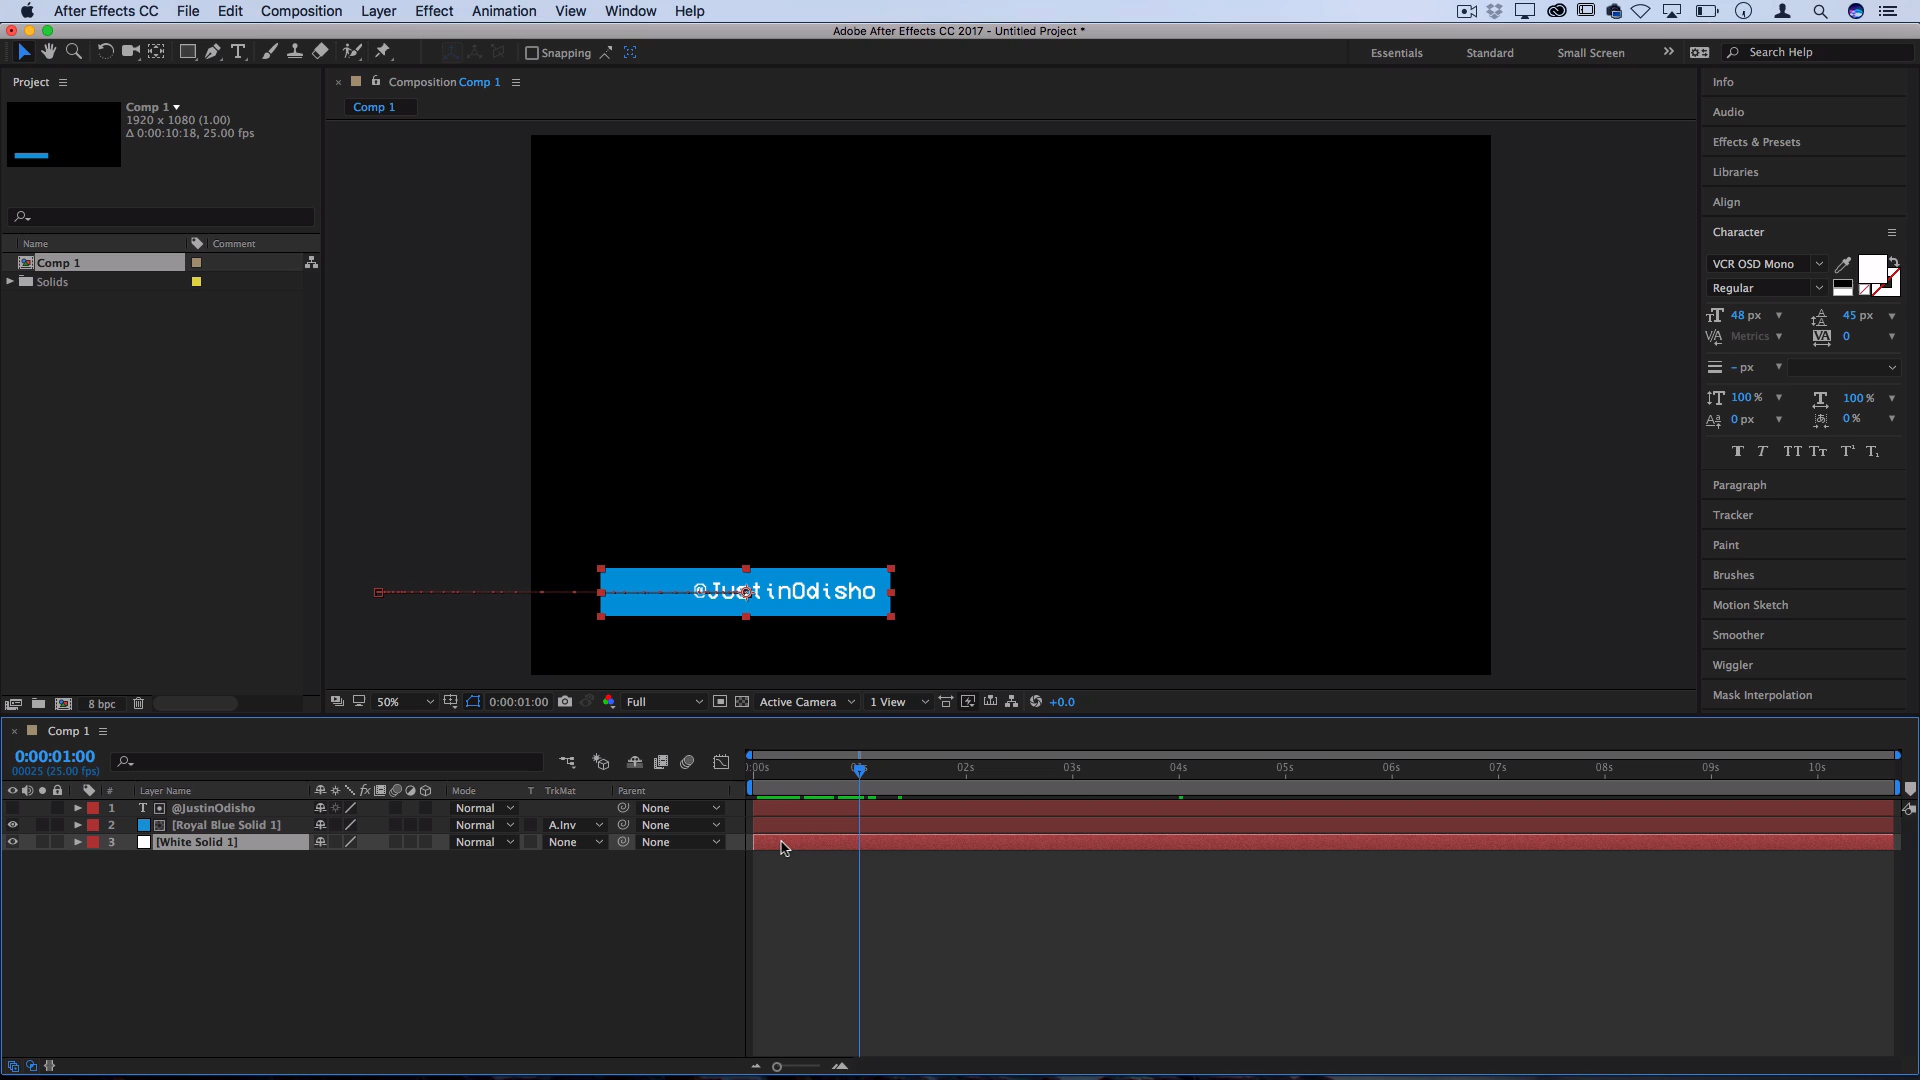 After Effects CC File Edit Composition Layer Effect Animation View Window Help
Adobe After Effects CC 2017 - Untitled Project *
Snapping Essentials Standard Small Screen Search Help
Project
Comp 1
1920 x 1080 (1.00)
Δ 0:00:10:18, 25.00 fps
Name Comment
Comp 1
Solids
8 bpc
Composition Comp 1
Comp 1
@JustinOdisho
50% 0:00:01:00 Full Active Camera 1 View +0.0
Info
Audio
Effects & Presets
Libraries
Align
Character
VCR OSD Mono
Regular
48 px 45 px
Metrics 0
- px
100 % 100 %
0 px 0 %
T T TT TT T¹ T₁
Paragraph
Tracker
Paint
Brushes
Motion Sketch
Smoother
Wiggler
Mask Interpolation
Comp 1
0:00:01:00
00025 (25.00 fps)
# Layer Name Mode T TrkMat Parent
1 T @JustinOdisho Normal None
2 [Royal Blue Solid 1] Normal A.Inv None
3 [White Solid 1] Normal None None
:00s 02s 03s 04s 05s 06s 07s 08s 09s 10s